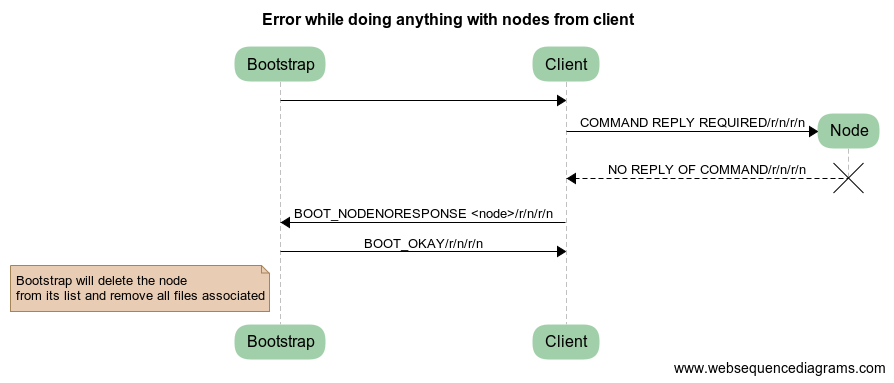 Error while doing anything with nodes from client
Bootstrap
Client
COMMAND REPLY REQUIRED/r/n/r/n
Node
NO REPLY OF COMMAND/r/n/r/n
BOOT_NODENORESPONSE <node>/r/n/r/n
BOOT_OKAY/r/n/r/n
Bootstrap will delete the node
from its list and remove all files associated
Bootstrap
Client
www.websequencediagrams.com